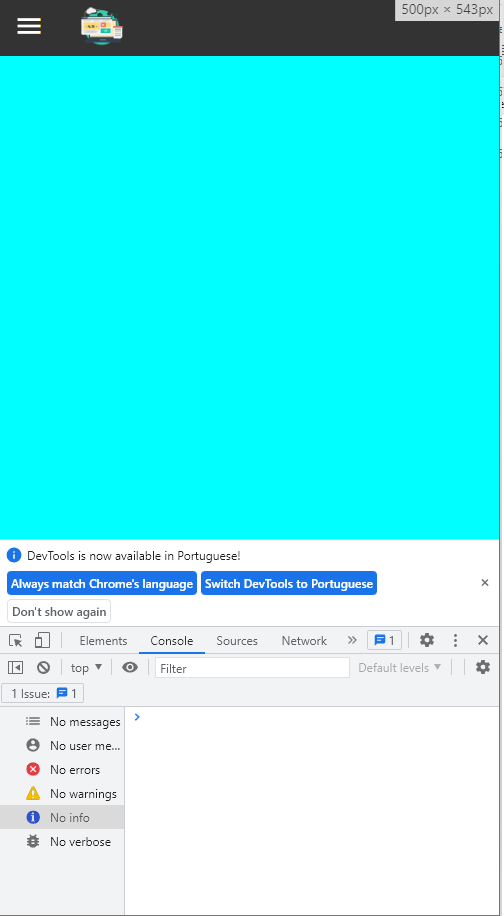 500px × 543px
DevTools is now available in Portuguese!
Always match Chrome's language Switch DevTools to Portuguese
Don't show again
Elements Console Sources Network 1
top Filter Default levels
1 Issue: 1
No messages
No user me...
No errors
No warnings
No info
No verbose